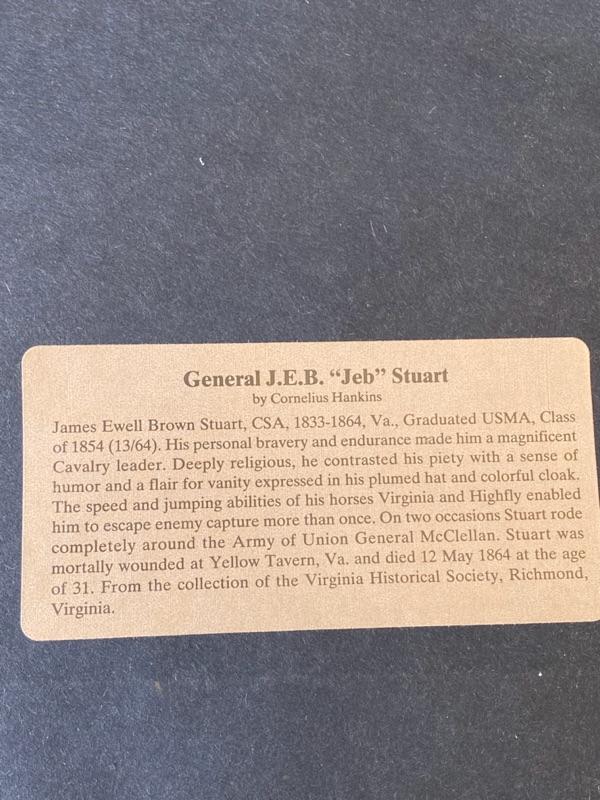 General J.E.B. “Jeb” Stuart
by Cornelius Hankins
James Ewell Brown Stuart, CSA, 1833-1864, Va., Graduated USMA, Class
of 1854 (13/64). His personal bravery and endurance made him a magnificent
Cavalry leader. Deeply religious, he contrasted his piety with a sense of
humor and a flair for vanity expressed in his plumed hat and colorful cloak.
The speed and jumping abilities of his horses Virginia and Highfly enabled
him to escape enemy capture more than once. On two occasions Stuart rode
completely around the Army of Union General McClellan. Stuart was
mortally wounded at Yellow Tavern, Va. and died 12 May 1864 at the age
of 31. From the collection of the Virginia Historical Society, Richmond,
Virginia.